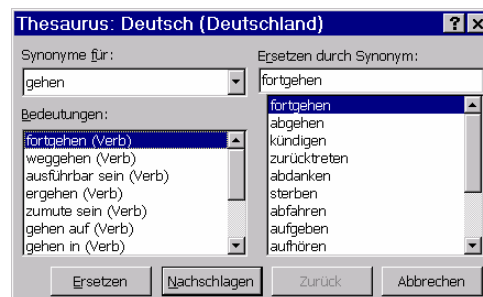 Thesaurus: Deutsch (Deutschland)
Synonyme für:
gehen
Bedeutungen:
fortgehen (Verb)
weggehen (Verb)
ausführbar sein (Verb)
ergehen (Verb)
zumute sein (Verb)
gehen auf (Verb)
gehen in (Verb)
Ersetzen durch Synonym:
fortgehen
fortgehen
abgehen
kündigen
zurücktreten
abdanken
sterben
abfahren
aufgeben
aufhören
Ersetzen
Nachschlagen
Zurück
Abbrechen